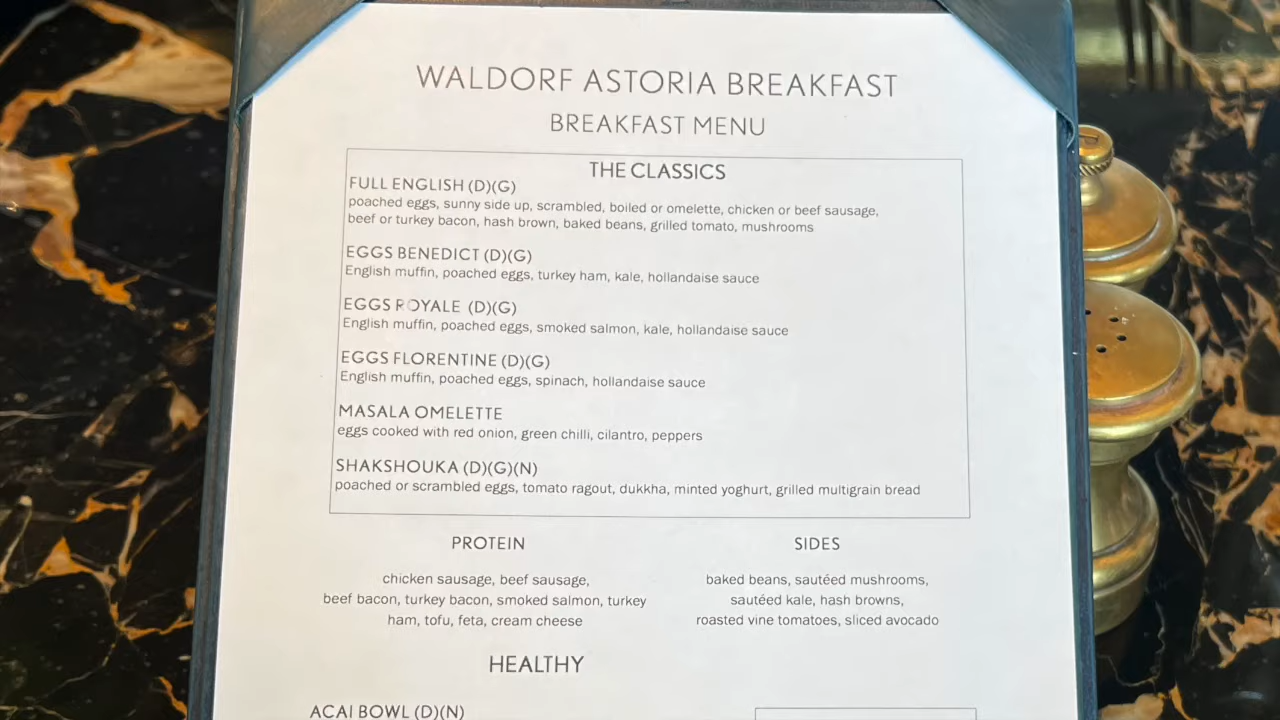 WALDORF ASTORIA BREAKFAST
BREAKFAST MENU
THE CLASSICS
FULL ENGLISH (D)(G)
poached eggs, sunny side up, scrambled, boiled or omelette, chicken or beef sausage,
beef or turkey bacon, hash brown, baked beans, grilled tomato, mushrooms
EGGS BENEDICT (D)(G)
English muffin, poached eggs, turkey ham, kale, hollandaise sauce
EGGS ROYALE (D)(G)
English muffin, poached eggs, smoked salmon, kale, hollandaise sauce
EGGS FLORENTINE (D)(G)
English muffin, poached eggs, spinach, hollandaise sauce
MASALA OMELETTE
eggs cooked with red onion, green chilli, cilantro, peppers
SHAKSHOUKA (D)(G)(N)
poached or scrambled eggs, tomato ragout, dukkha, minted yoghurt, grilled multigrain bread
PROTEIN
chicken sausage, beef sausage,
beef bacon, turkey bacon, smoked salmon, turkey
ham, tofu, feta, cream cheese
SIDES
baked beans, sautéed mushrooms,
sautéed kale, hash browns,
roasted vine tomatoes, sliced avocado
HEALTHY
ACAI BOWL (D)(N)